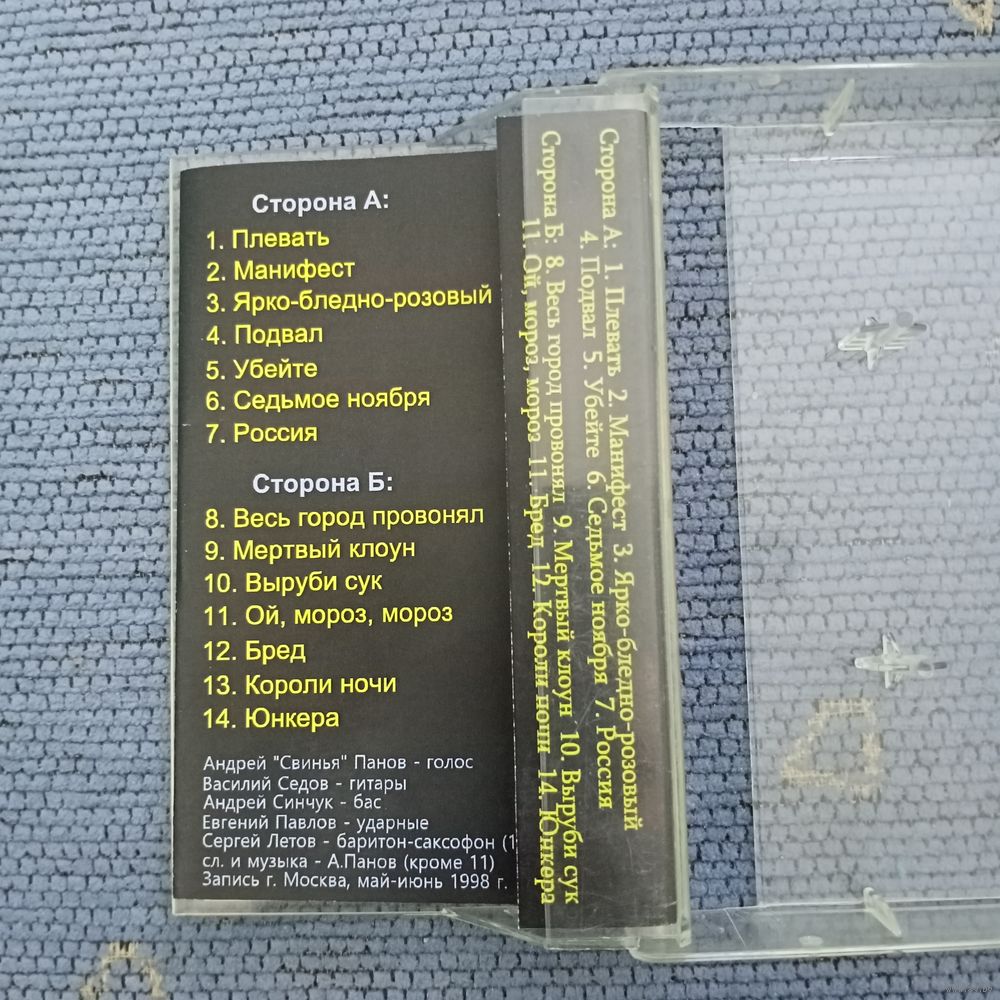 Сторона А:
1. Плевать
2. Манифест
3. Ярко-бледно-розовый
4. Подвал
5. Убейте
6. Седьмое ноября
7. Россия
Сторона Б:
8. Весь город провонял
9. Мертвый клоун
10. Выруби сук
11. Ой, мороз, мороз
12. Бред
13. Короли ночи
14. Юнкера
Андрей "Свинья" Панов - голос
Василий Седов - гитары
Андрей Синчук - бас
Евгений Павлов - ударные
Сергей Летов - баритон-саксофон (1
сл. и музыка - А.Панов (кроме 11)
Запись г. Москва, май-июнь 1998 г.
Сторона А: 1. Плевать 2. Манифест 3. Ярко-бледно-розовый
4. Подвал 5. Убейте 6. Седьмое ноября 7. Россия
Сторона Б: 8. Весь город провонял 9. Мертвый клоун 10. Выруби сук
11. Ой, мороз, мороз 11. Бред 12. Короли ночи 14. Юнкера